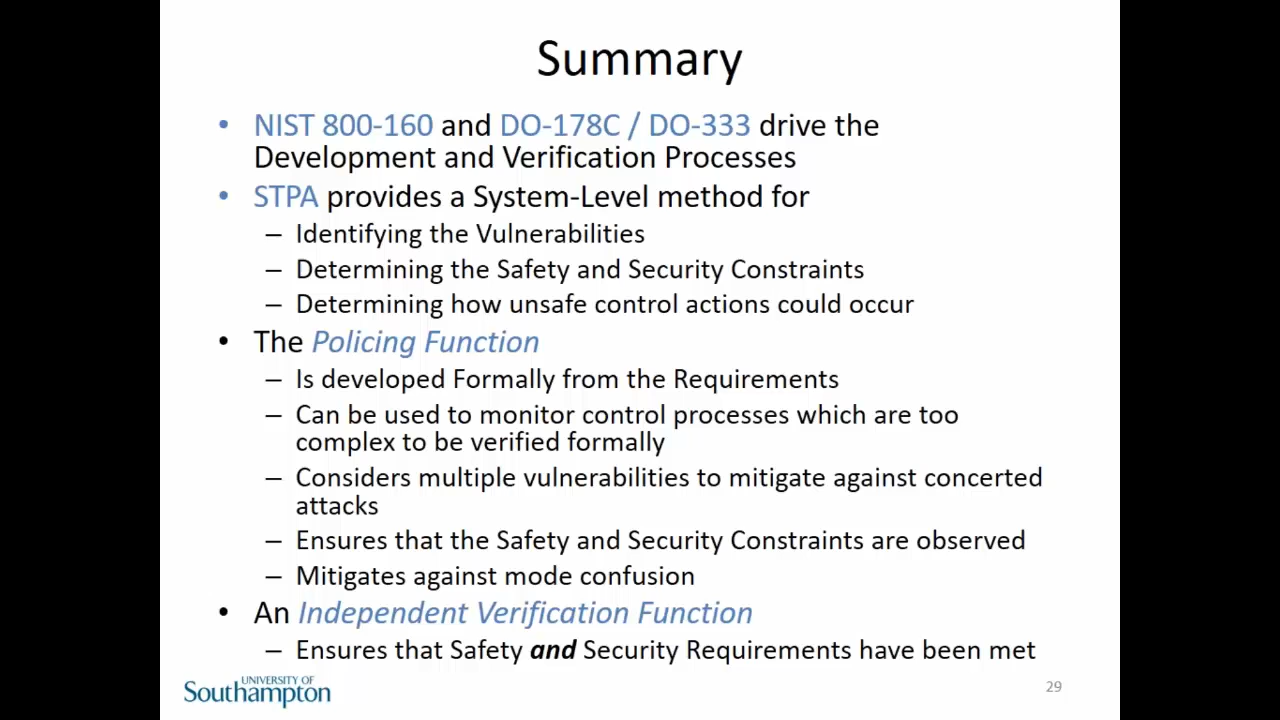 Summary
• NIST 800-160 and DO-178C / DO-333 drive the
Development and Verification Processes
• STPA provides a System-Level method for
– Identifying the Vulnerabilities
– Determining the Safety and Security Constraints
– Determining how unsafe control actions could occur
• The Policing Function
– Is developed Formally from the Requirements
– Can be used to monitor control processes which are too
complex to be verified formally
– Considers multiple vulnerabilities to mitigate against concerted
attacks
– Ensures that the Safety and Security Constraints are observed
– Mitigates against mode confusion
• An Independent Verification Function
– Ensures that Safety and Security Requirements have been met
UNIVERSITY OF
Southampton
29